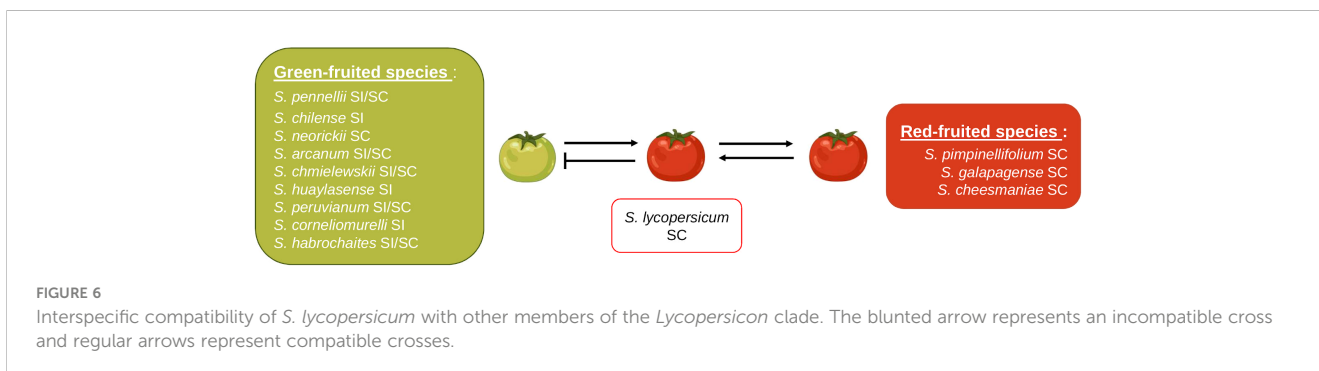 Green-fruited species :
S. pennellii SI/SC
S. chilense SI
S. neorickii SC
S. arcanum SI/SC
S. chmielewskii SI/SC
S. huaylasense SI
S. peruvianum SI/SC
S. corneliomurelli SI
S. habrochaites SI/SC
S. lycopersicum
SC
Red-fruited species :
S. pimpinellifolium SC
S. galapagense SC
S. cheesmaniae SC
FIGURE 6
Interspecific compatibility of S. lycopersicum with other members of the Lycopersicon clade. The blunted arrow represents an incompatible cross
and regular arrows represent compatible crosses.